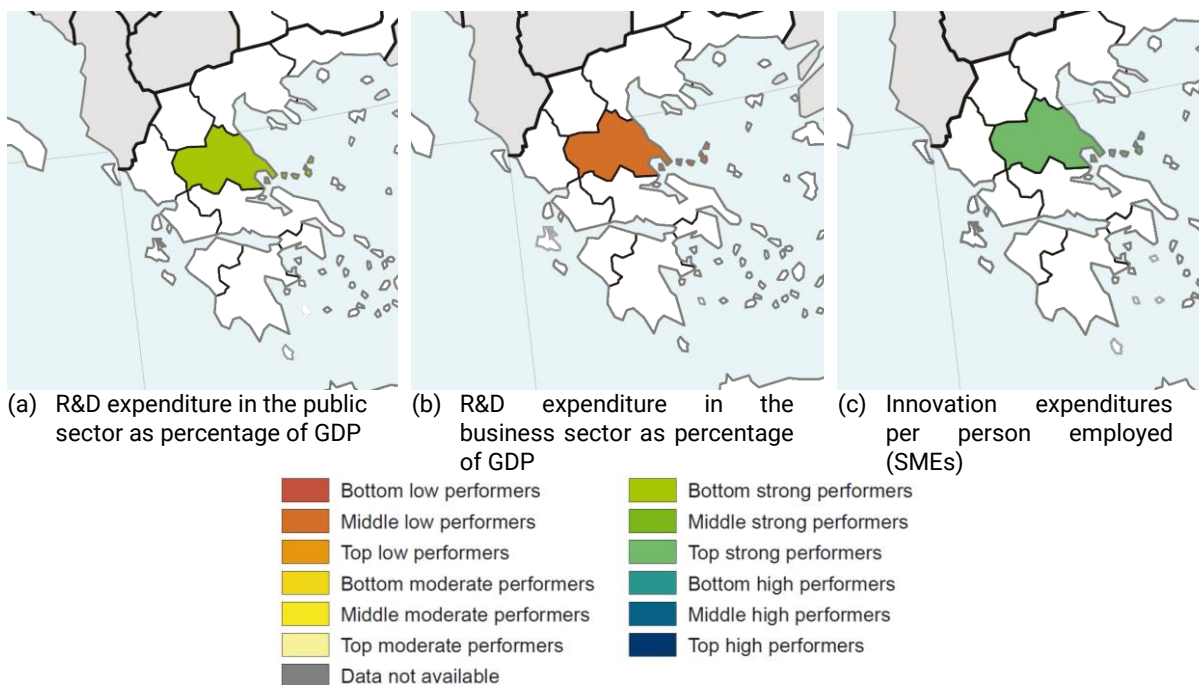 (a) R&D expenditure in the public
sector as percentage of GDP
(b) R&D expenditure in the
business sector as percentage
of GDP
(c) Innovation expenditures
per person employed
(SMEs)
Bottom low performers
Middle low performers
Top low performers
Bottom moderate performers
Middle moderate performers
Top moderate performers
Data not available
Bottom strong performers
Middle strong performers
Top strong performers
Bottom high performers
Middle high performers
Top high performers